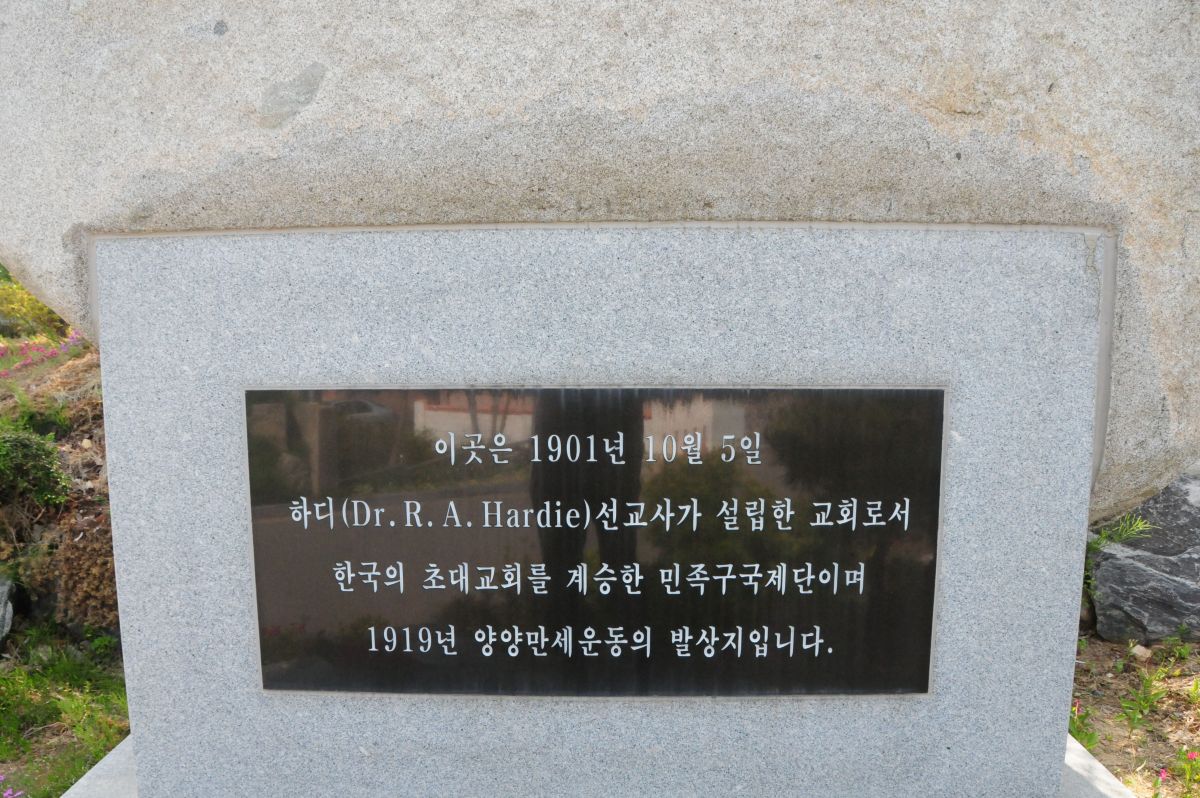 이곳은 1901년 10월 5일
하디(Dr. R. A. Hardie)선교사가 설립한 교회로서
한국의 초대교회를 계승한 민족구국제단이며
1919년 양양만세운동의 발상지입니다.